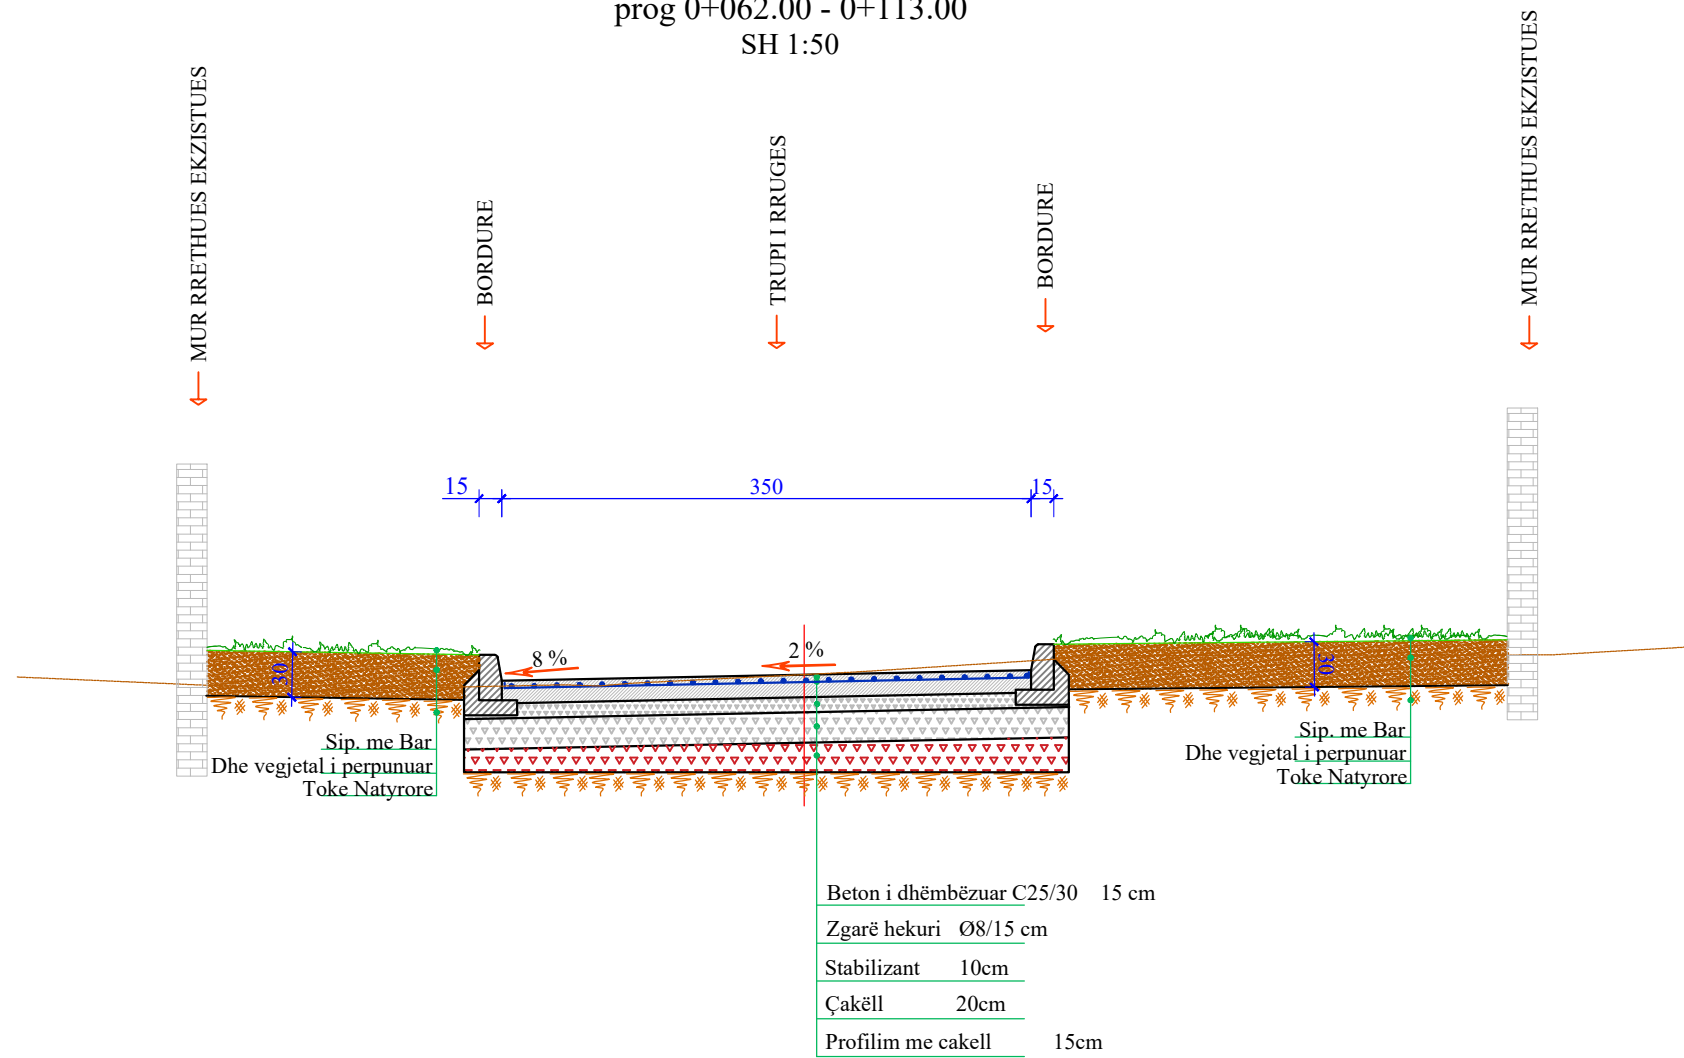 prog 0+062.00 - 0+113.00
SH 1:50
MUR RRETHUES EKZISTUES
BORDURE
TRUPI I RRUGES
BORDURE
MUR RRETHUES EKZISTUES
15
350
15
30
8 %
2 %
30
Sip. me Bar
Dhe vegjetal i perpunuar
Toke Natyrore
Sip. me Bar
Dhe vegjetal i perpunuar
Toke Natyrore
Beton i dhëmbëzuar C25/30 15 cm
Zgarë hekuri Ø8/15 cm
Stabilizant 10cm
Çakëll 20cm
Profilim me cakell 15cm